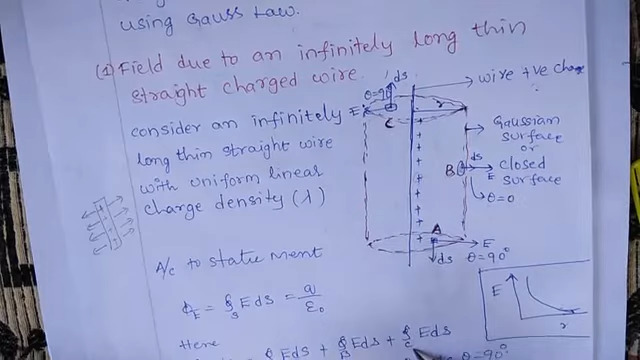 using Gauss Law.
(1) Field due to an infinitely long thin
straight charged wire.
consider an infinitely
long thin straight wire
with uniform linear
charge density (λ)
A/c to statement
ϕE = ∮s E ds = q/ε0
Here
∮ E ds + ∮B E ds + ∮C E ds
θ=90°
ds
θ=90
E
C
r
wire +ve charge
Gaussian
surface
or
closed
surface
B
ds
E
θ=0
A
E
ds
θ=90°
E
r